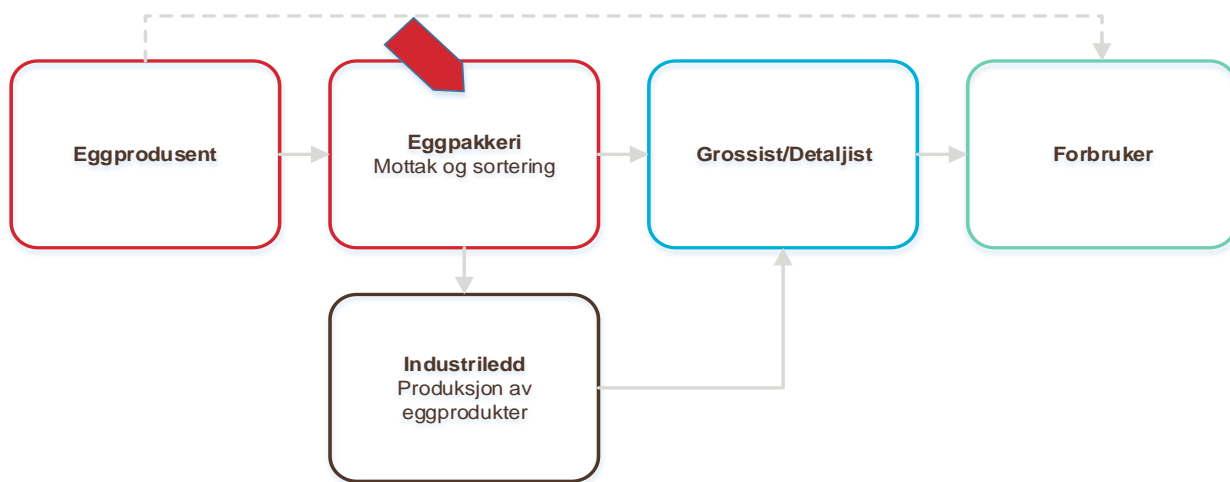 Eggprodusent
Eggpakkeri
Mottak og sortering
Grossist/Detaljist
Forbruker
Industriledd
Produksjon av
eggprodukter